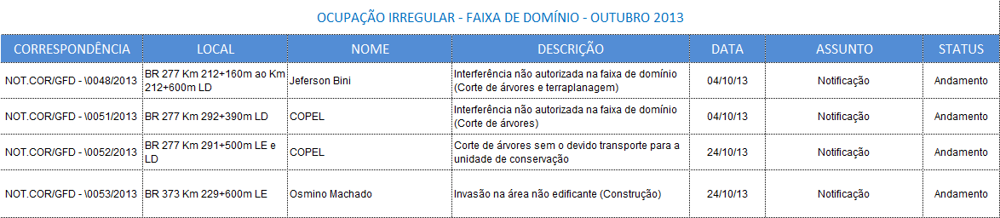 OCUPAÇÃO IRREGULAR - FAIXA DE DOMÍNIO - OUTUBRO 2013
CORRESPONDÊNCIA LOCAL NOME DESCRIÇÃO DATA ASSUNTO STATUS
NOT.COR/GFD - \0048/2013 BR 277 Km 212+160m ao Km 212+600m LD Jeferson Bini Interferência não autorizada na faixa de domínio (Corte de árvores e terraplanagem) 04/10/13 Notificação Andamento
NOT.COR/GFD - \0051/2013 BR 277 Km 292+390m LD COPEL Interferência não autorizada na faixa de domínio (Corte de árvores) 04/10/13 Notificação Andamento
NOT.COR/GFD - \0052/2013 BR 277 Km 291+500m LE e LD COPEL Corte de árvores sem o devido transporte para a unidade de conservação 24/10/13 Notificação Andamento
NOT.COR/GFD - \0053/2013 BR 373 Km 229+600m LE Osmino Machado Invasão na área não edificante (Construção) 24/10/13 Notificação Andamento